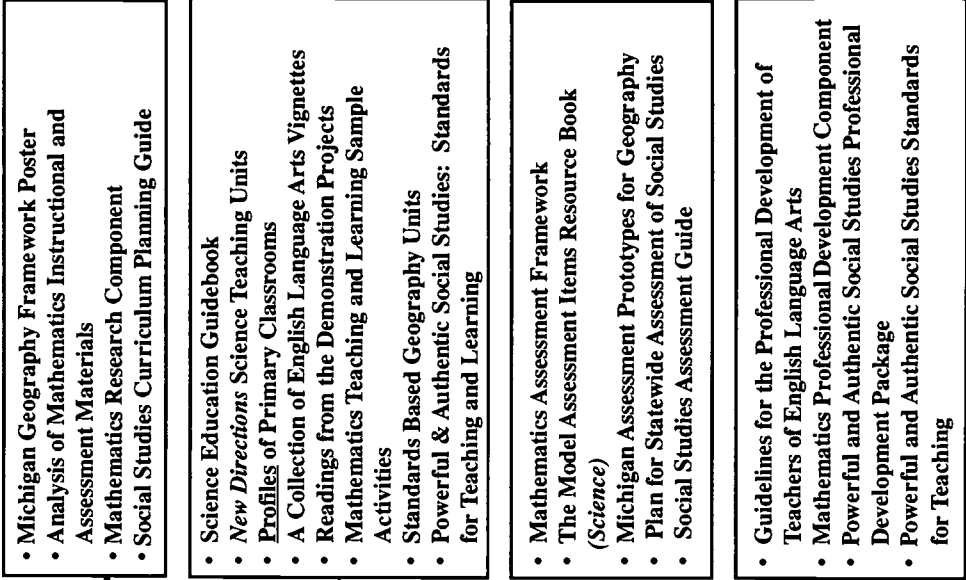 • Michigan Geography Framework Poster
• Analysis of Mathematics Instructional and
Assessment Materials
• Mathematics Research Component
• Social Studies Curriculum Planning Guide
• Science Education Guidebook
• New Directions Science Teaching Units
• Profiles of Primary Classrooms
• A Collection of English Language Arts Vignettes
• Readings from the Demonstration Projects
• Mathematics Teaching and Learning Sample
Activities
• Standards Based Geography Units
• Powerful & Authentic Social Studies: Standards
for Teaching and Learning
• Mathematics Assessment Framework
• The Model Assessment Items Resource Book
(Science)
• Michigan Assessment Prototypes for Geography
• Plan for Statewide Assessment of Social Studies
• Social Studies Assessment Guide
• Guidelines for the Professional Development of
Teachers of English Language Arts
• Mathematics Professional Development Component
• Powerful and Authentic Social Studies Professional
Development Package
• Powerful and Authentic Social Studies Standards
for Teaching